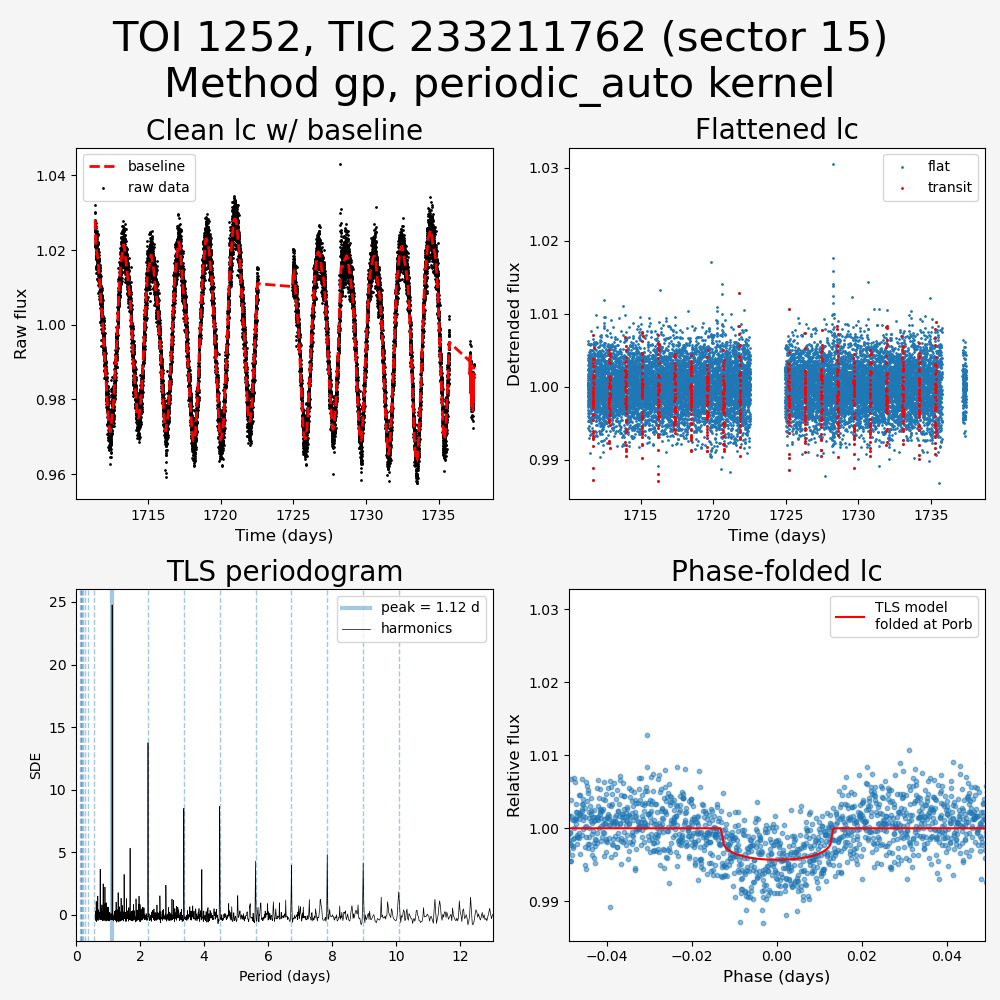 TOI 1252, TIC 233211762 (sector 15)
Method gp, periodic_auto kernel
Clean lc w/ baseline
baseline
raw data
Raw flux
1.04
1.02
1.00
0.98
0.96
1715
1720
1725
1730
1735
Time (days)
Flattened lc
flat
transit
Detrended flux
1.03
1.02
1.01
1.00
0.99
1715
1720
1725
1730
1735
Time (days)
TLS periodogram
peak = 1.12 d
harmonics
SDE
25
20
15
10
5
0
0
2
4
6
8
10
12
Period (days)
Phase-folded lc
TLS model
folded at Porb
Relative flux
1.03
1.02
1.01
1.00
0.99
−0.04
−0.02
0.00
0.02
0.04
Phase (days)